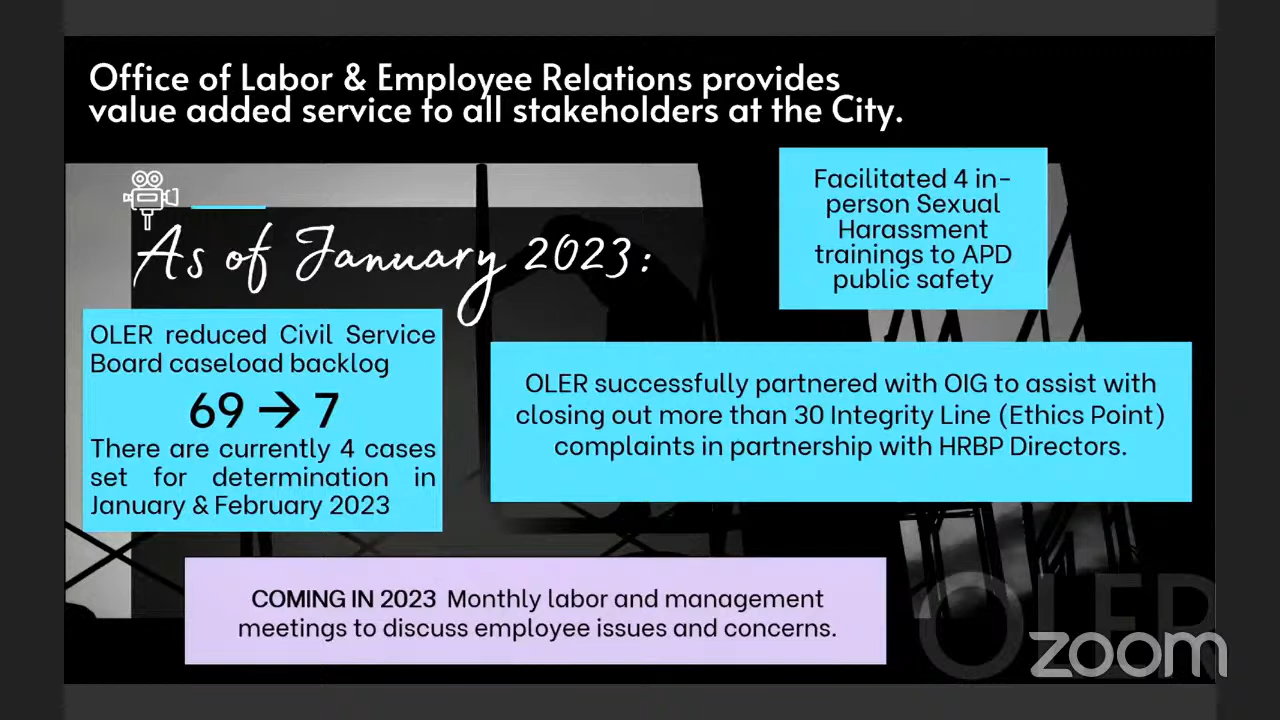 Office of Labor & Employee Relations provides
value added service to all stakeholders at the City.
As of January 2023:
Facilitated 4 in-
person Sexual
Harassment
trainings to APD
public safety
OLER reduced Civil Service
Board caseload backlog
69 → 7
There are currently 4 cases
set for determination in
January & February 2023
OLER successfully partnered with OIG to assist with
closing out more than 30 Integrity Line (Ethics Point)
complaints in partnership with HRBP Directors.
COMING IN 2023 Monthly labor and management
meetings to discuss employee issues and concerns.
OLER
zoom